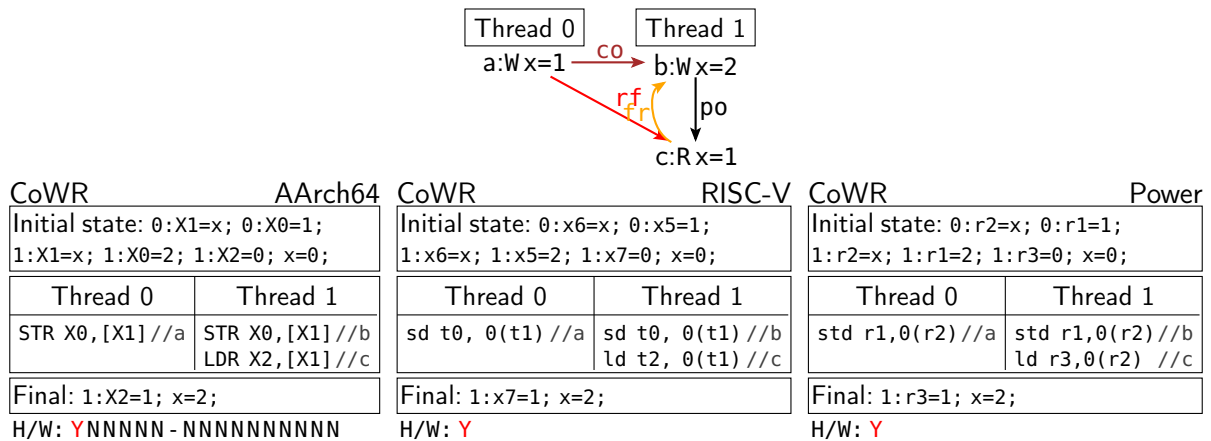 Thread 0 Thread 1
a:W x=1 co b:W x=2
rf fr po
c:R x=1
CoWR AArch64
Initial state: 0:X1=x; 0:X0=1;
1:X1=x; 1:X0=2; 1:X2=0; x=0;
Thread 0 Thread 1
STR X0,[X1]//a STR X0,[X1]//b
LDR X2,[X1]//c
Final: 1:X2=1; x=2;
H/W: YNNNNN-NNNNNNNNNN
CoWR RISC-V
Initial state: 0:x6=x; 0:x5=1;
1:x6=x; 1:x5=2; 1:x7=0; x=0;
Thread 0 Thread 1
sd t0, 0(t1)//a sd t0, 0(t1)//b
ld t2, 0(t1)//c
Final: 1:x7=1; x=2;
H/W: Y
CoWR Power
Initial state: 0:r2=x; 0:r1=1;
1:r2=x; 1:r1=2; 1:r3=0; x=0;
Thread 0 Thread 1
std r1,0(r2)//a std r1,0(r2)//b
ld r3,0(r2) //c
Final: 1:r3=1; x=2;
H/W: Y